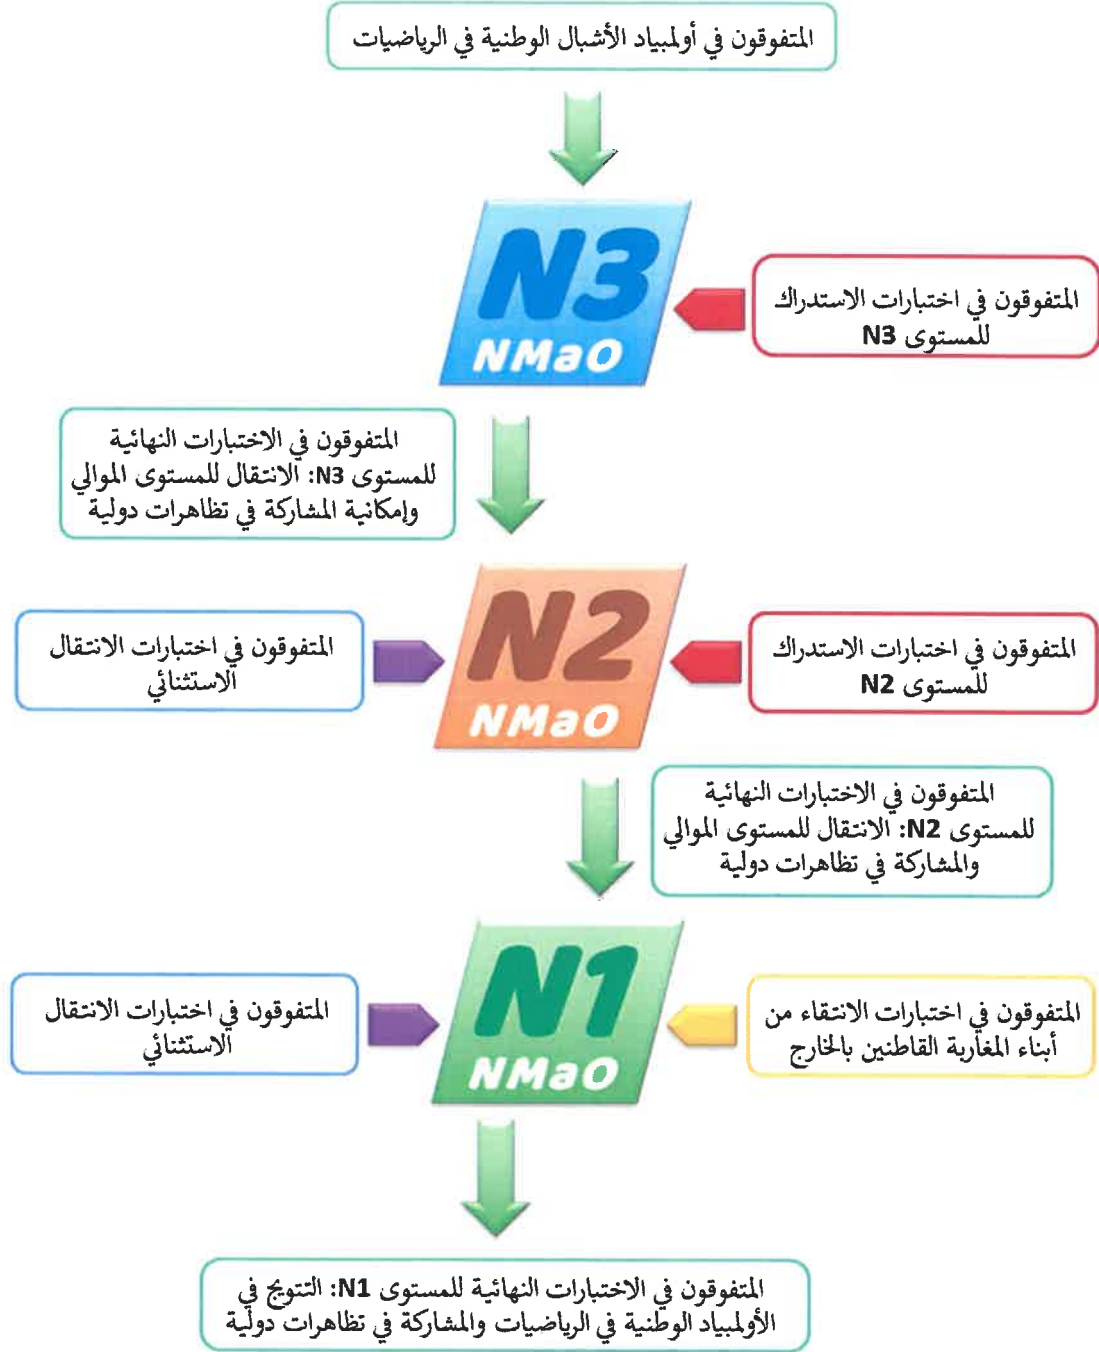 المتفوقون في أولمبياد الأشبال الوطنية في الرياضيات
N3
NMaO
المتفوقون في اختبارات الاستدراك
للمستوى N3
المتفوقون في الاختبارات النهائية
للمستوى N3: الانتقال للمستوى الموالي
وإمكانية المشاركة في تظاهرات دولية
N2
NMaO
المتفوقون في اختبارات الاستدراك
للمستوى N2
المتفوقون في اختبارات الانتقال
الاستثنائي
المتفوقون في الاختبارات النهائية
للمستوى N2: الانتقال للمستوى الموالي
والمشاركة في تظاهرات دولية
N1
NMaO
المتفوقون في اختبارات الانتقاء من
أبناء المغاربة القاطنين بالخارج
المتفوقون في اختبارات الانتقال
الاستثنائي
المتفوقون في الاختبارات النهائية للمستوى N1: التتويج في
الأولمبياد الوطنية في الرياضيات والمشاركة في تظاهرات دولية